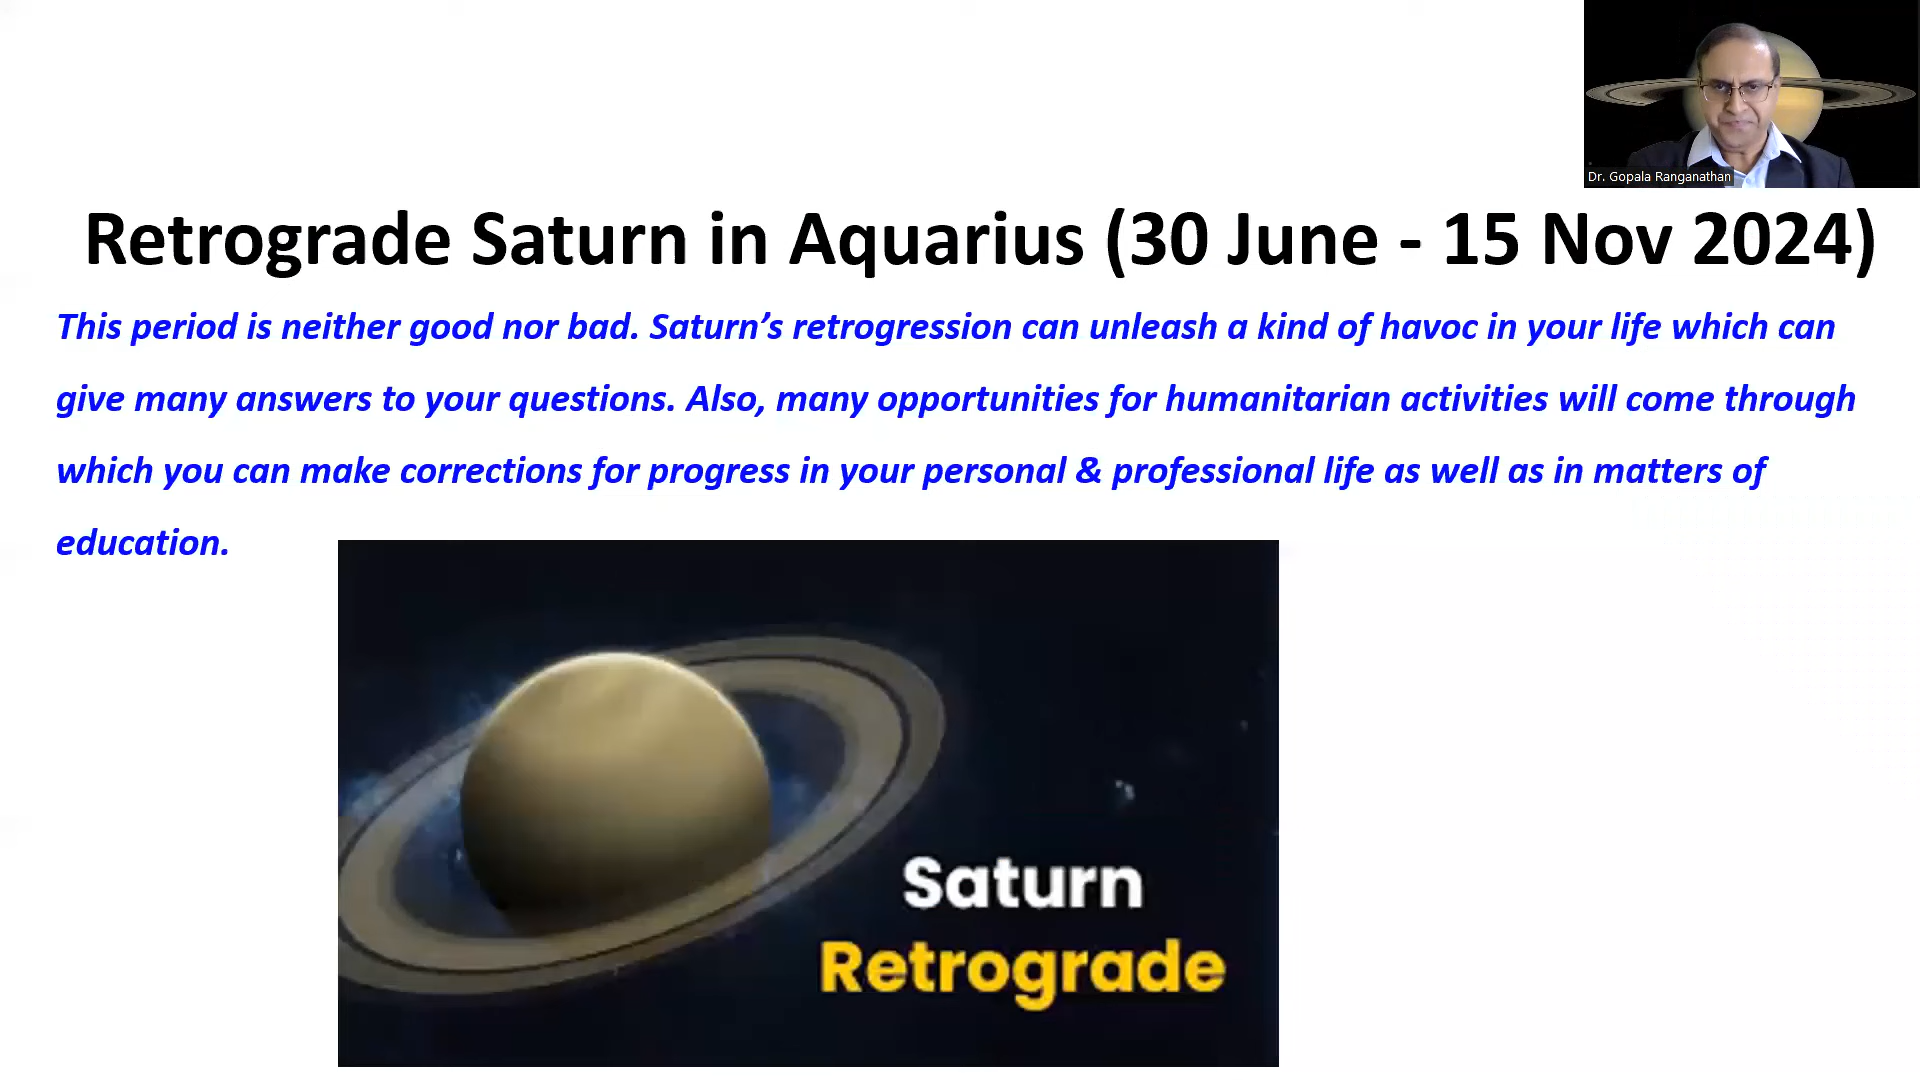 Dr. Gopala Ranganathan
Retrograde Saturn in Aquarius (30 June - 15 Nov 2024)
This period is neither good nor bad. Saturn’s retrogression can unleash a kind of havoc in your life which can
give many answers to your questions. Also, many opportunities for humanitarian activities will come through
which you can make corrections for progress in your personal & professional life as well as in matters of
education.
Saturn
Retrograde